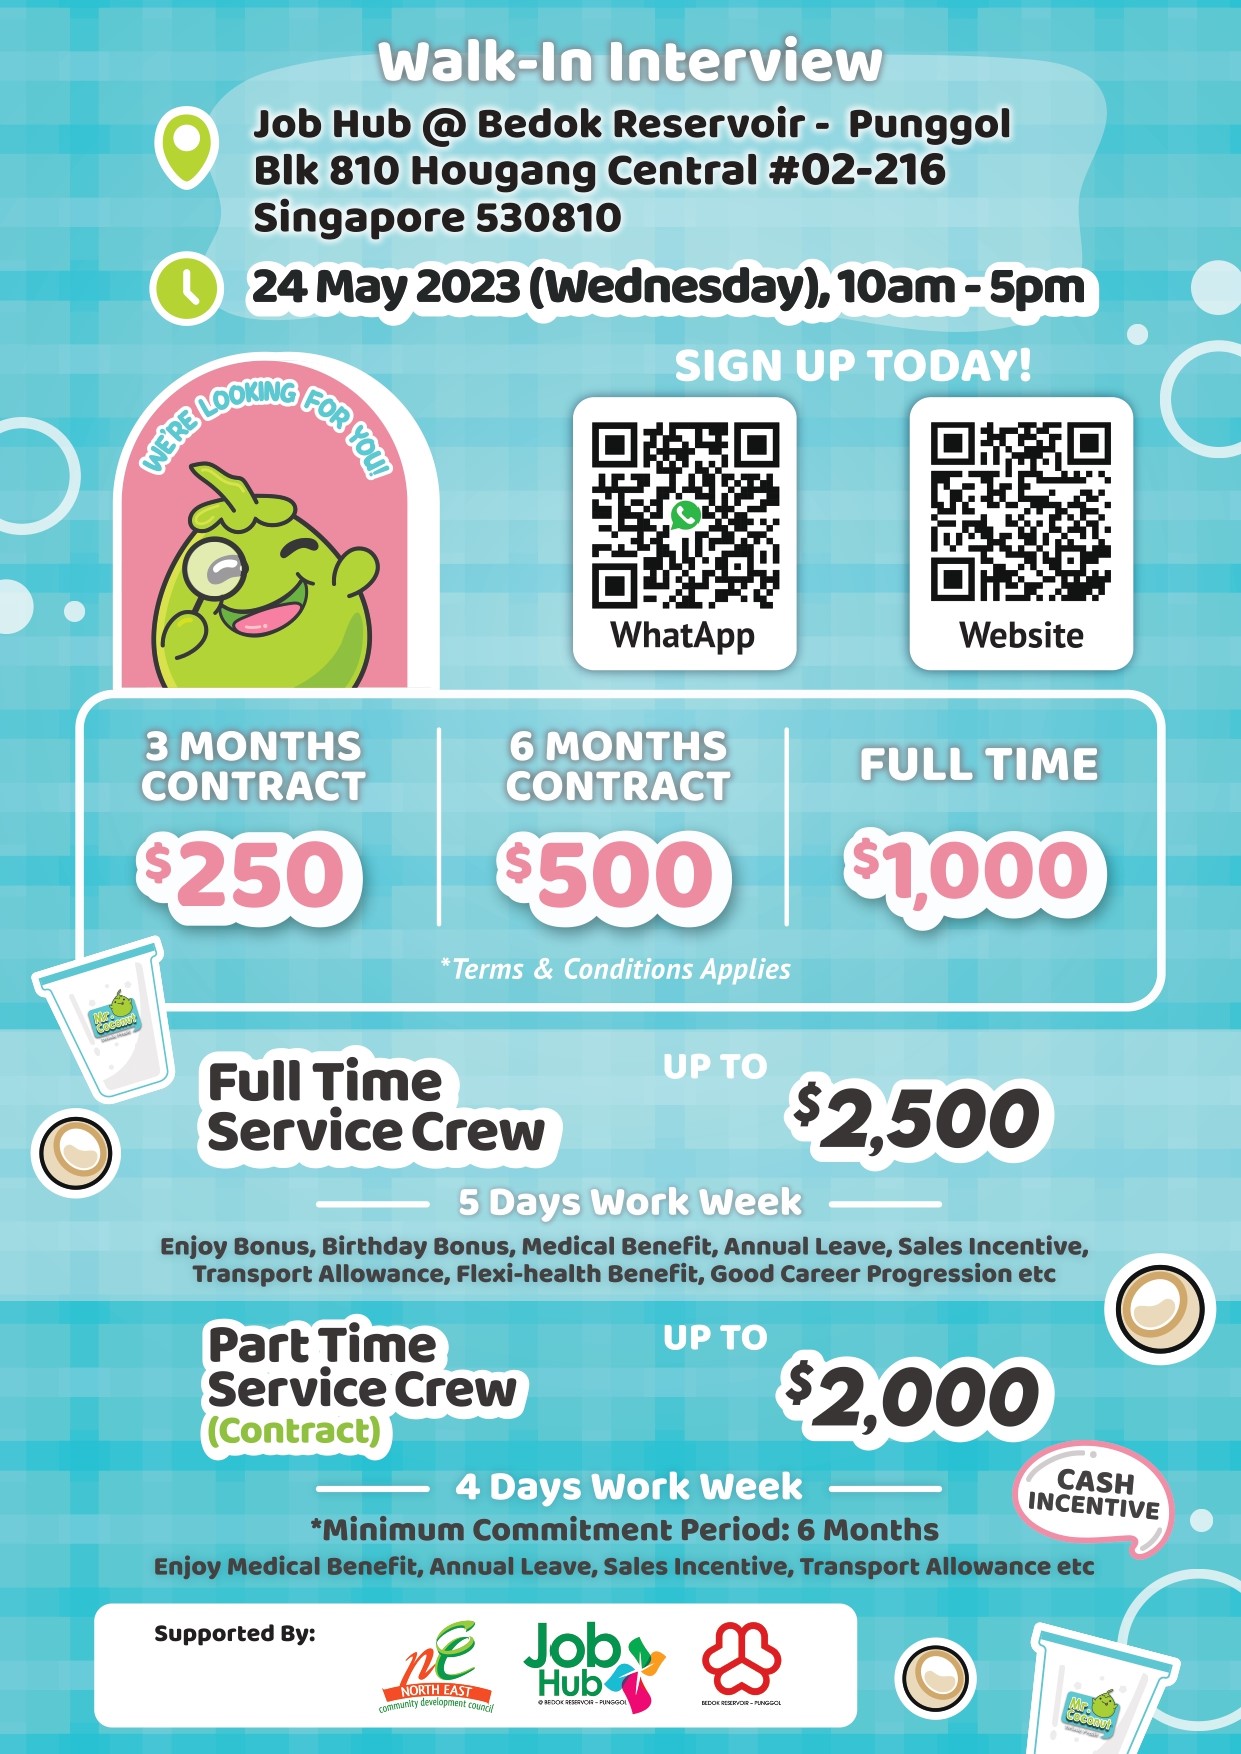 Walk-In Interview
Job Hub @ Bedok Reservoir - Punggol
Blk 810 Hougang Central #02-216
Singapore 530810
24 May 2023 (Wednesday), 10am - 5pm
WE'RE LOOKING FOR YOU!
SIGN UP TODAY!
WhatApp
Website
3 MONTHS
CONTRACT
$250
6 MONTHS
CONTRACT
$500
FULL TIME
$1,000
*Terms & Conditions Applies
Mr.
Coconut
Full Time
Service Crew
UP TO
$2,500
5 Days Work Week
Enjoy Bonus, Birthday Bonus, Medical Benefit, Annual Leave, Sales Incentive,
Transport Allowance, Flexi-health Benefit, Good Career Progression etc
Part Time
Service Crew
(Contract)
UP TO
$2,000
4 Days Work Week
CASH
INCENTIVE
*Minimum Commitment Period: 6 Months
Enjoy Medical Benefit, Annual Leave, Sales Incentive, Transport Allowance etc
Supported By:
nE
NORTH EAST
community development council
Job
Hub
@ BEDOK RESERVOIR - PUNGGOL
BEDOK RESERVOIR - PUNGGOL
Mr.
Coconut